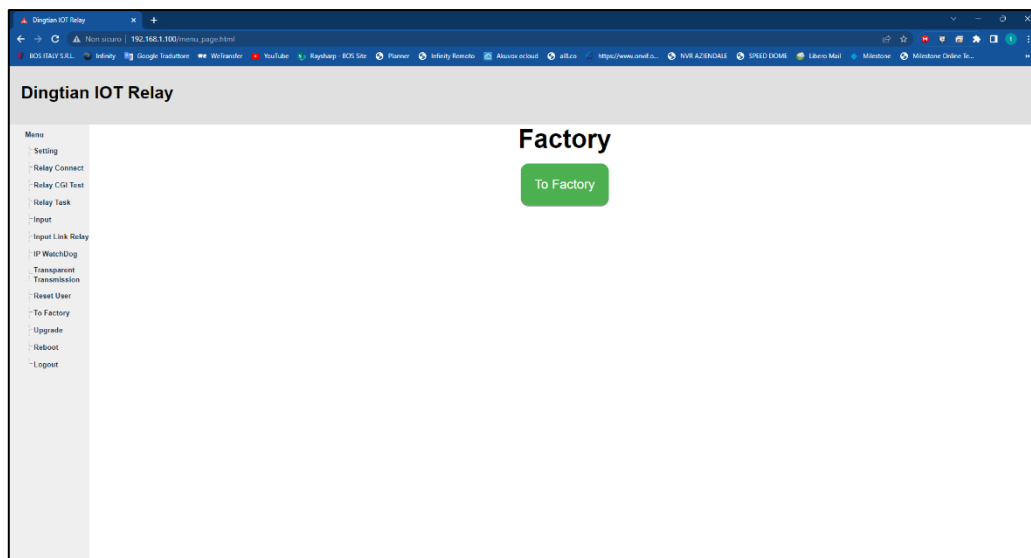 Dingtian IOT Relay
Non sicuro | 192.168.1.100/menu_page.html
BOS ITALY S.R.L. Infinity Google Traduttore WeTransfer YouTube Raysharp - BOS Site Planner Infinity Remoto Akuvox ecloud https://www.onvif.o... NVR AZIENDALE SPEED DOME Libero Mail Milestone Milestone Online Te...
Dingtian IOT Relay
Menu
Setting
Relay Connect
Relay CGI Test
Relay Task
Input
Input Link Relay
IP WatchDog
Transparent
Transmission
Reset User
To Factory
Upgrade
Reboot
Logout
Factory
To Factory